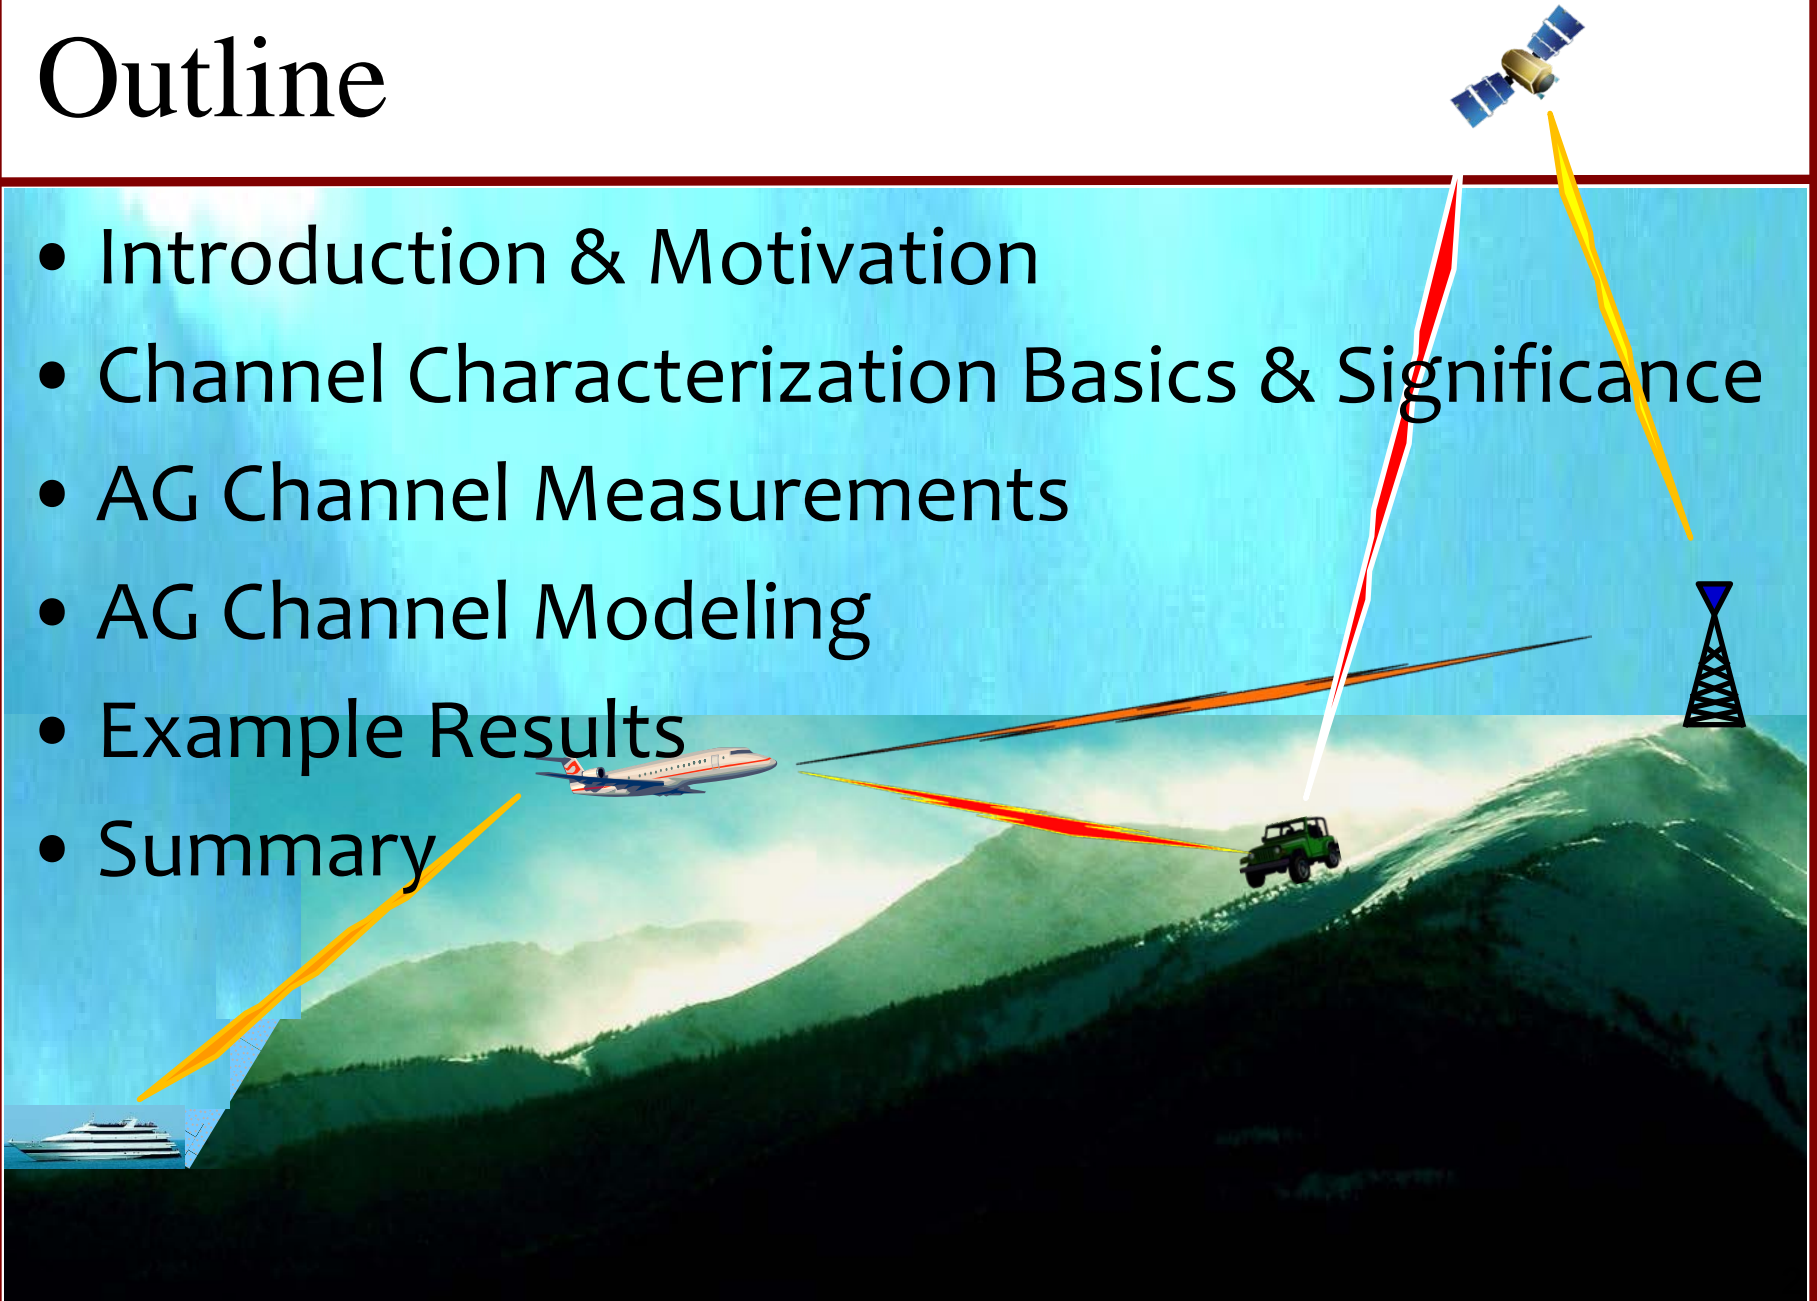 Outline
• Introduction & Motivation
• Channel Characterization Basics & Significance
• AG Channel Measurements
• AG Channel Modeling
• Example Results
• Summary